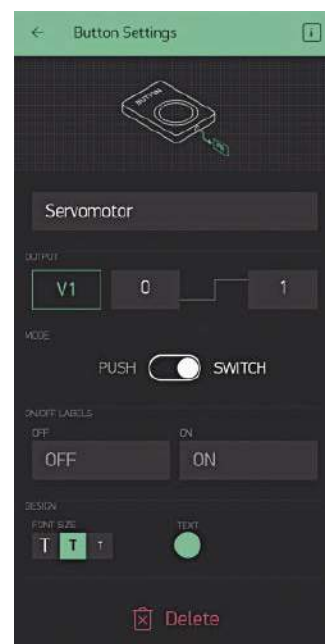 ← Button Settings i
BUTTON
Servomotor
OUTPUT
V1 0 1
MODE
PUSH SWITCH
ON/OFF LABELS
OFF ON
OFF ON
DESIGN
FONT SIZE TEXT
T T T
Delete